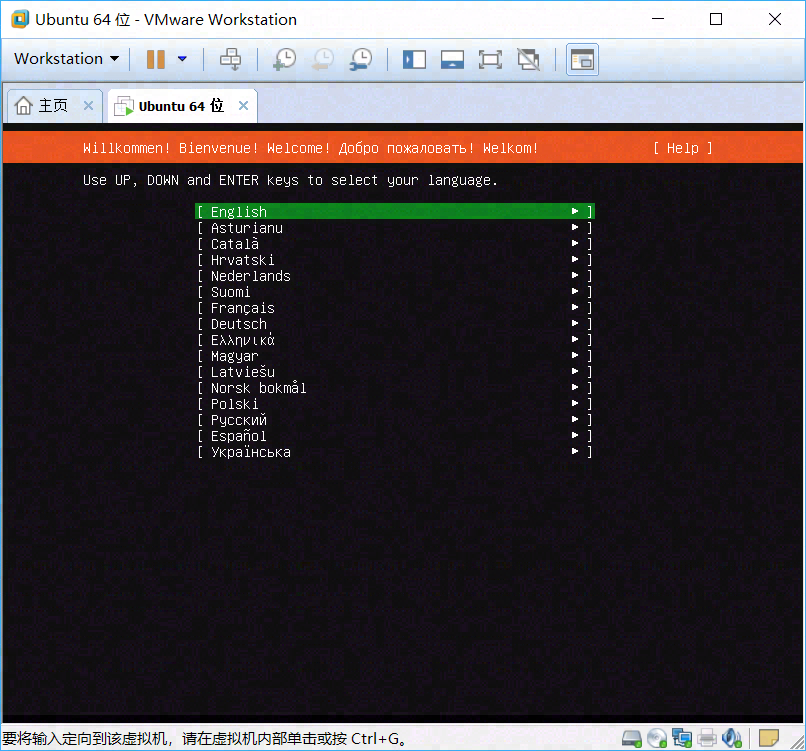 Ubuntu 64 位 - VMware Workstation
Workstation
主页
Ubuntu 64 位
Willkommen! Bienvenue! Welcome! Добро пожаловать! Welkom! [ Help ]
Use UP, DOWN and ENTER keys to select your language.
[ English ► ]
[ Asturianu ► ]
[ Català ► ]
[ Hrvatski ► ]
[ Nederlands ► ]
[ Suomi ► ]
[ Français ► ]
[ Deutsch ► ]
[ Ελληνικά ► ]
[ Magyar ► ]
[ Latviešu ► ]
[ Norsk bokmål ► ]
[ Polski ► ]
[ Русский ► ]
[ Español ► ]
[ Українська ► ]
要将输入定向到该虚拟机，请在虚拟机内部单击或按 Ctrl+G。